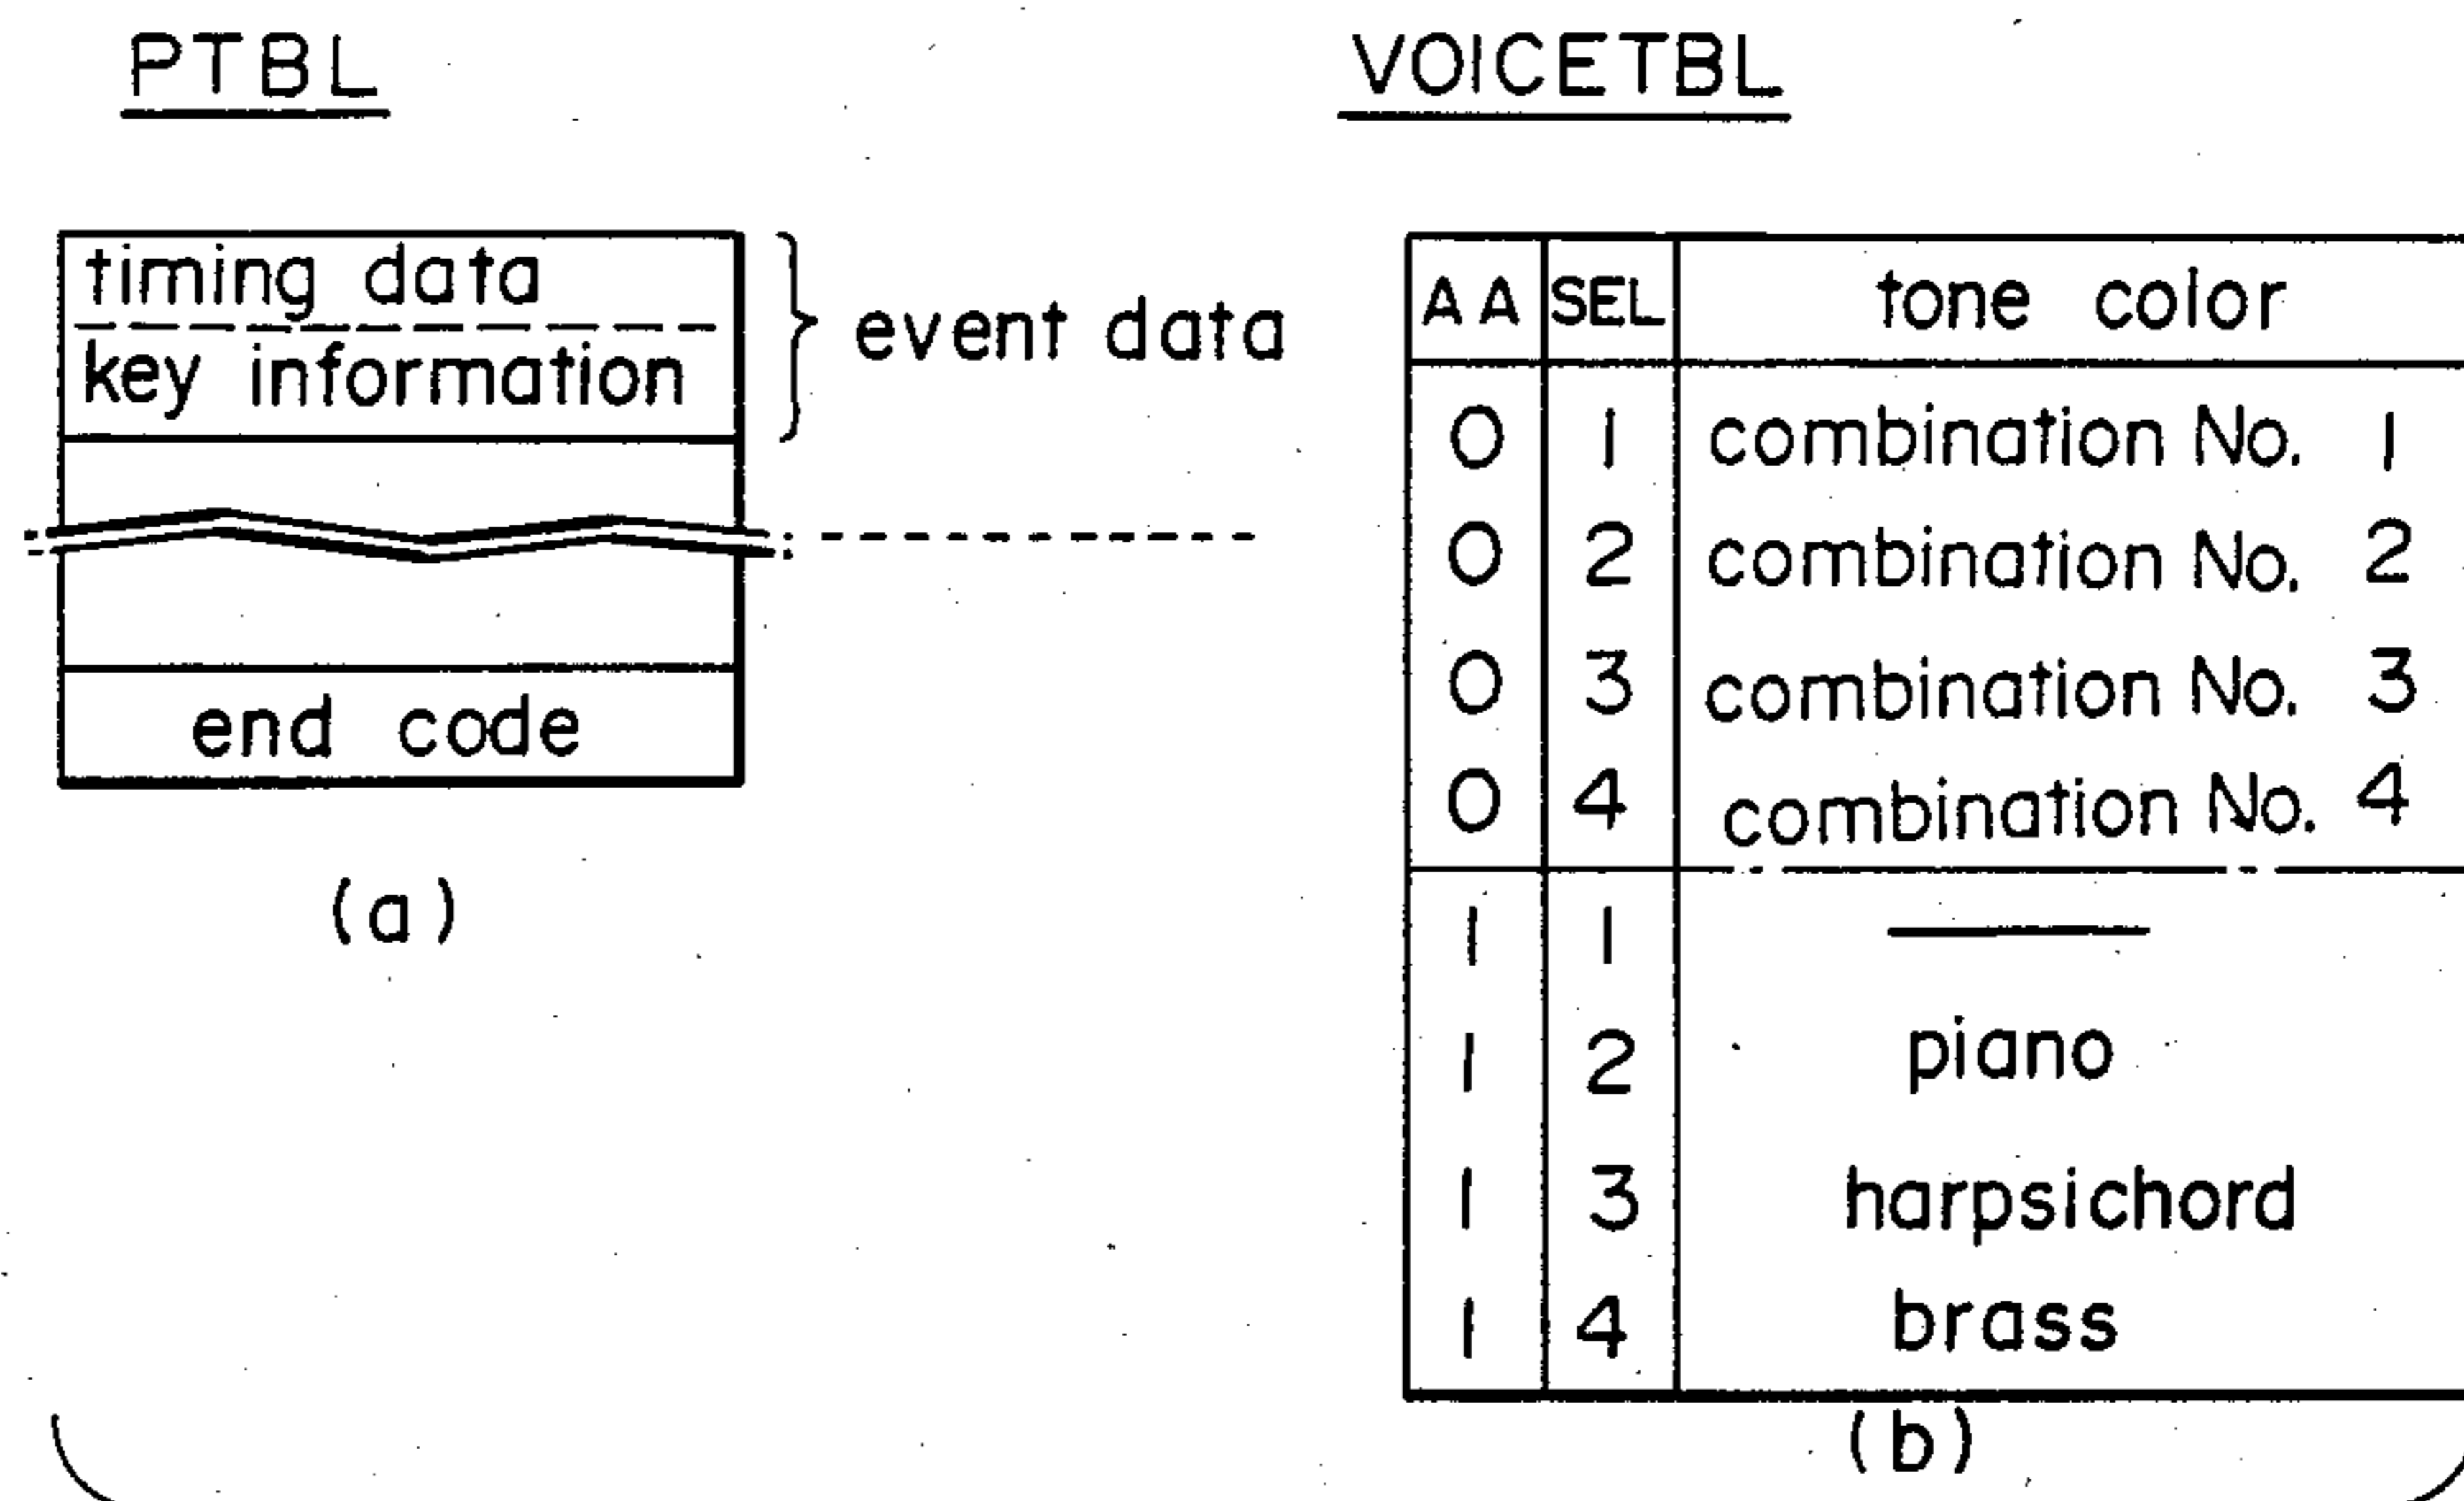 PTBL
timing data
key information
event data
end code
(a)
VOICETBL
AA SEL tone color
0 1 combination No. 1
0 2 combination No. 2
0 3 combination No. 3
0 4 combination No. 4
1 1 —
1 2 piano
1 3 harpsichord
1 4 brass
(b)